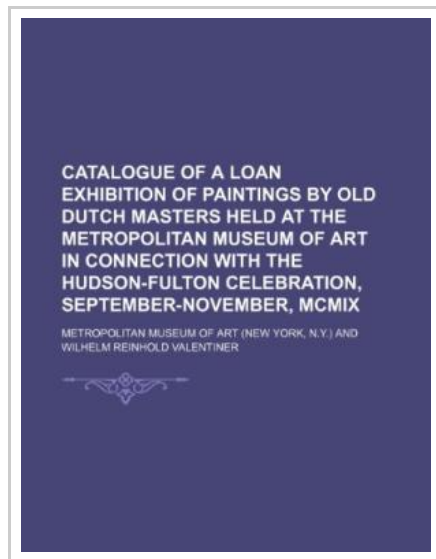 CATALOGUE OF A LOAN
EXHIBITION OF PAINTINGS BY OLD
DUTCH MASTERS HELD AT THE
METROPOLITAN MUSEUM OF ART
IN CONNECTION WITH THE
HUDSON-FULTON CELEBRATION,
SEPTEMBER-NOVEMBER, MCMIX
METROPOLITAN MUSEUM OF ART (NEW YORK, N.Y.) AND
WILHELM REINHOLD VALENTINER